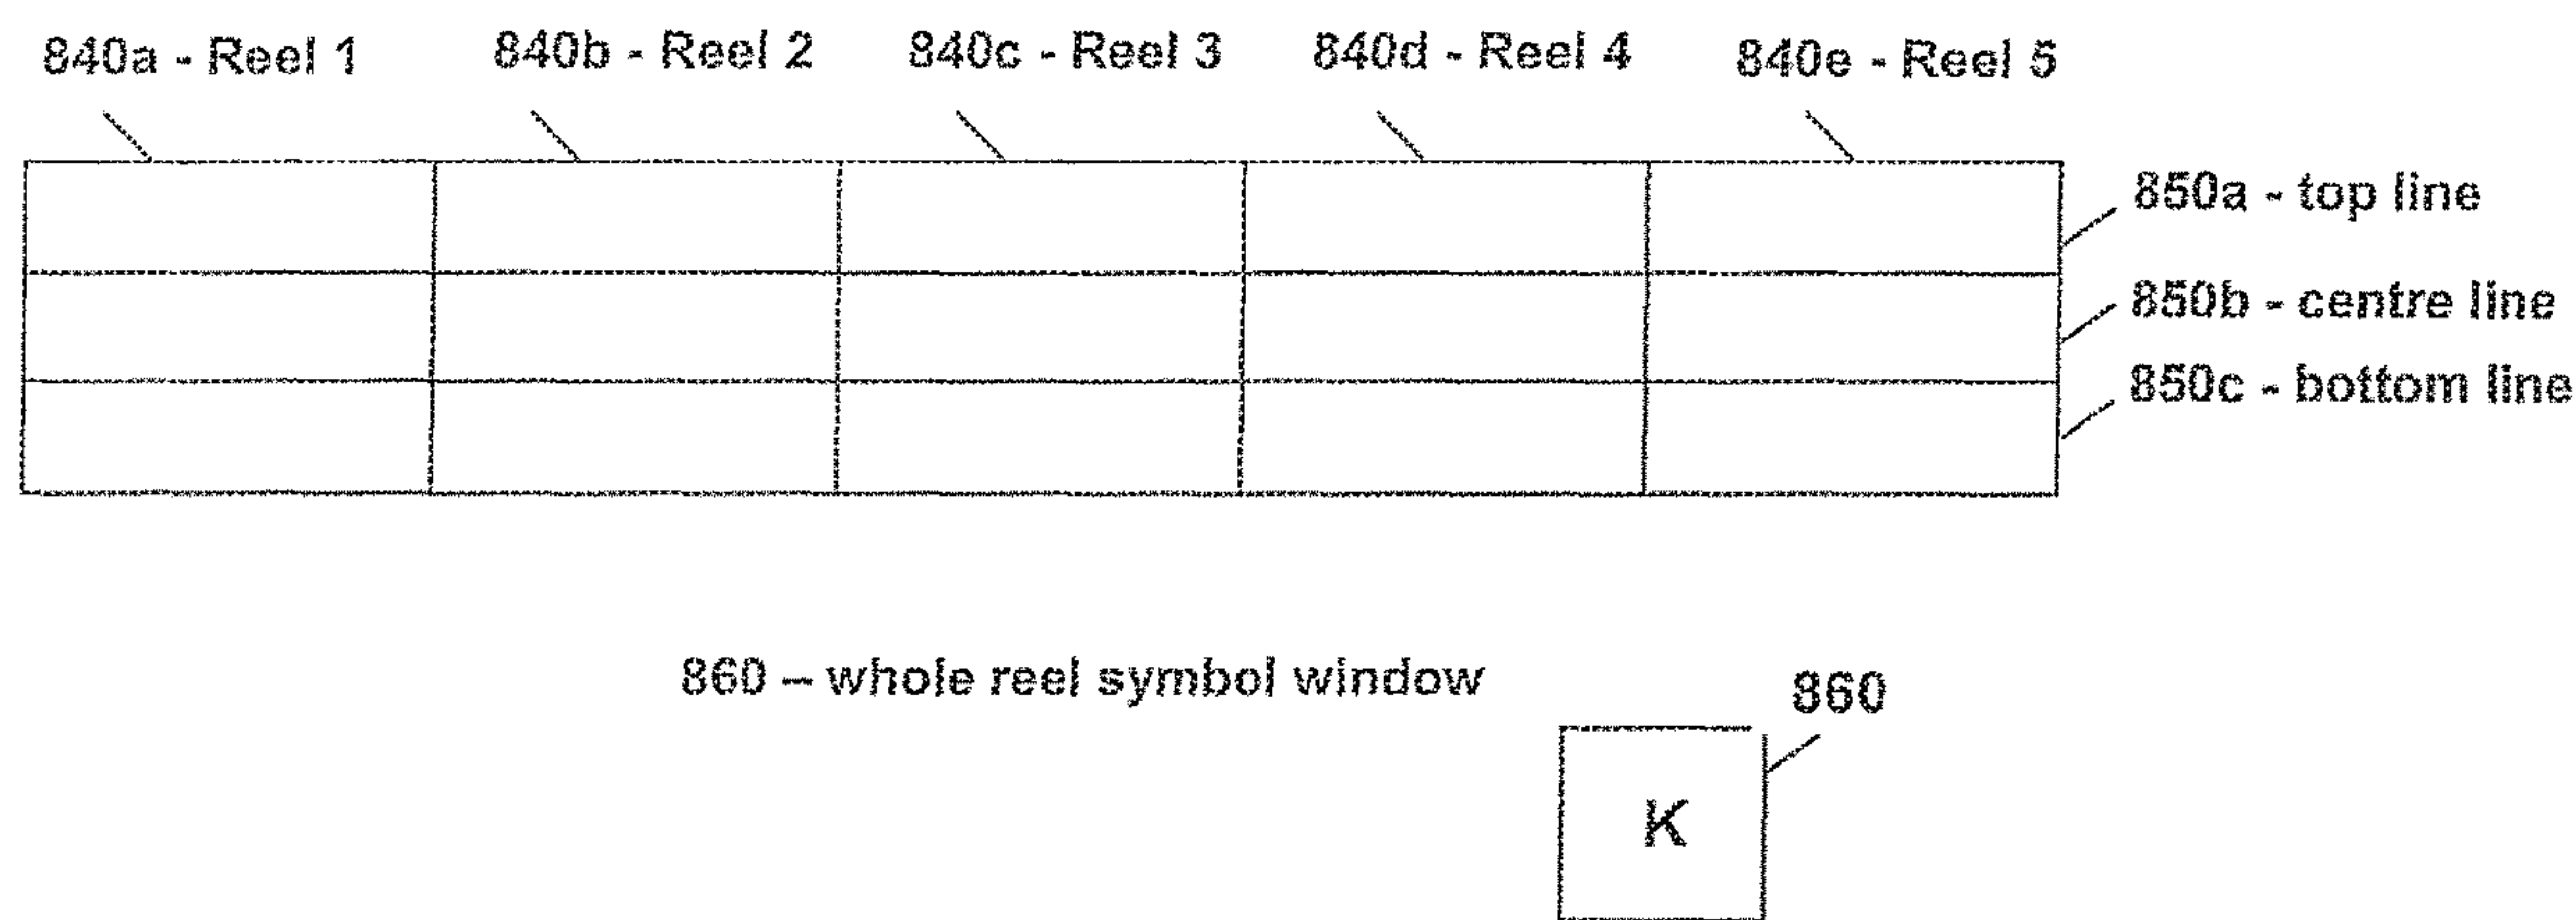 840a - Reel 1 840b - Reel 2 840c - Reel 3 840d - Reel 4 840e - Reel 5
850a - top line
850b - centre line
850c - bottom line
860 – whole reel symbol window
860
K